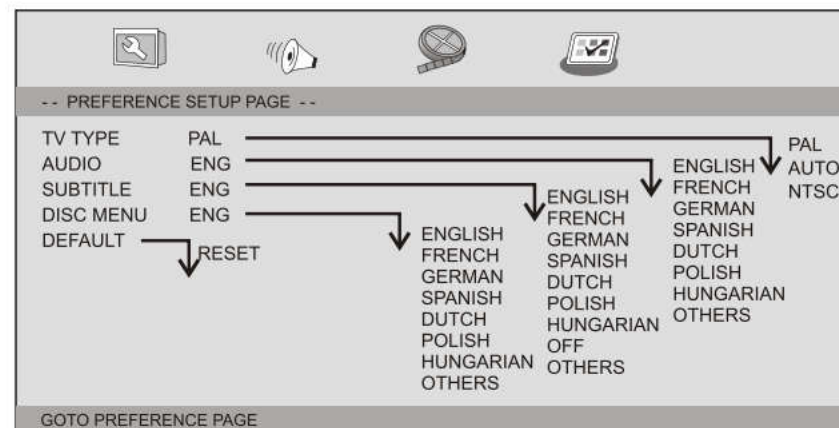 -- PREFERENCE SETUP PAGE --
TV TYPE PAL
AUDIO ENG
SUBTITLE ENG
DISC MENU ENG
DEFAULT
RESET
ENGLISH
FRENCH
GERMAN
SPANISH
DUTCH
POLISH
HUNGARIAN
OTHERS
ENGLISH
FRENCH
GERMAN
SPANISH
DUTCH
POLISH
HUNGARIAN
OFF
OTHERS
ENGLISH
FRENCH
GERMAN
SPANISH
DUTCH
POLISH
HUNGARIAN
OTHERS
PAL
AUTO
NTSC
GOTO PREFERENCE PAGE